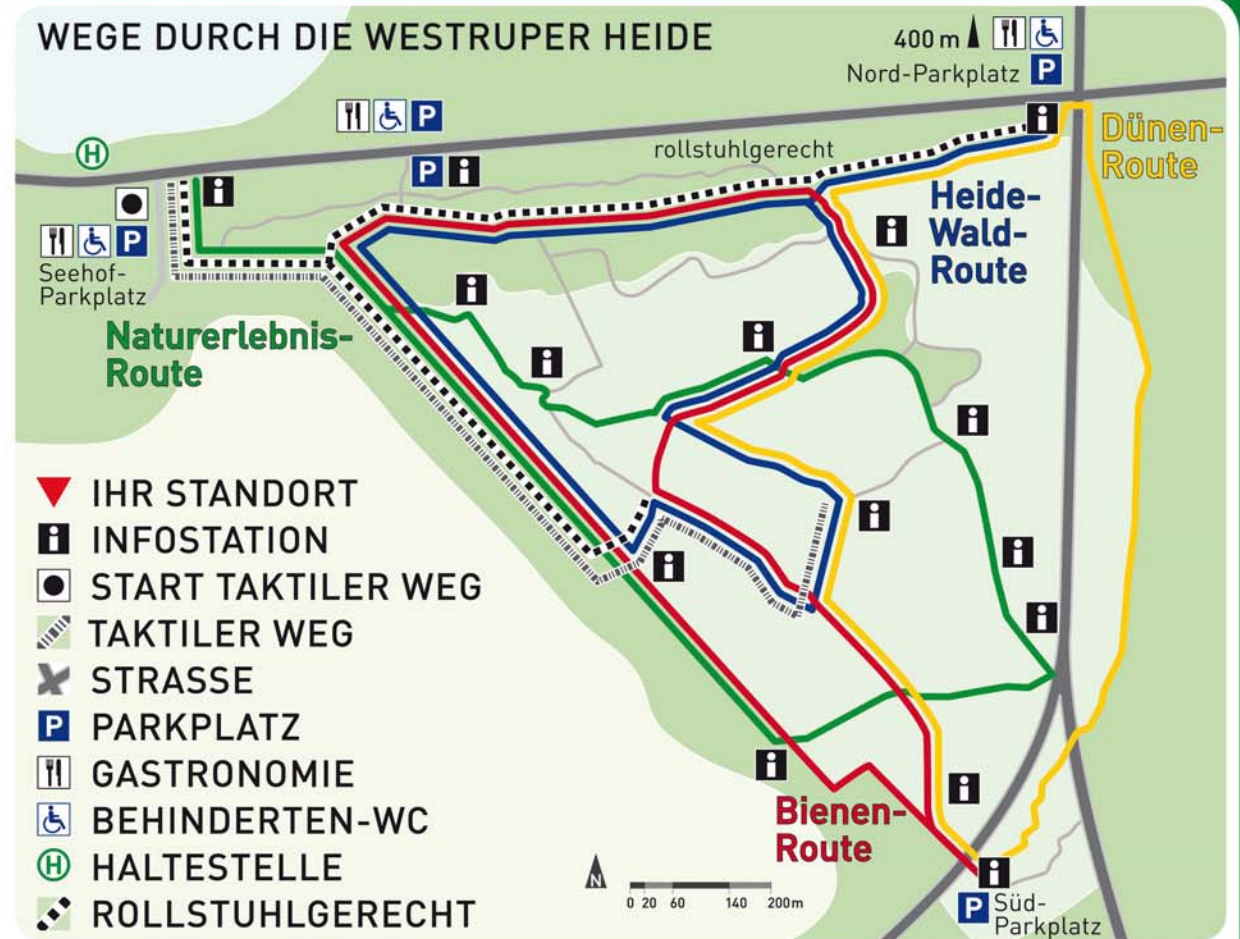 WEGE DURCH DIE WESTRUPER HEIDE
400 m
Nord-Parkplatz P
P
H
P
rollstuhlgerecht
Dünen-
Route
Heide-
Wald-
Route
P
Seehof-
Parkplatz
Naturerlebnis-
Route
IHR STANDORT
i INFOSTATION
START TAKTILER WEG
TAKTILER WEG
STRASSE
P PARKPLATZ
GASTRONOMIE
BEHINDERTEN-WC
H HALTESTELLE
ROLLSTUHLGERECHT
Bienen-
Route
N
0 20 60 140 200m
P Süd-
Parkplatz